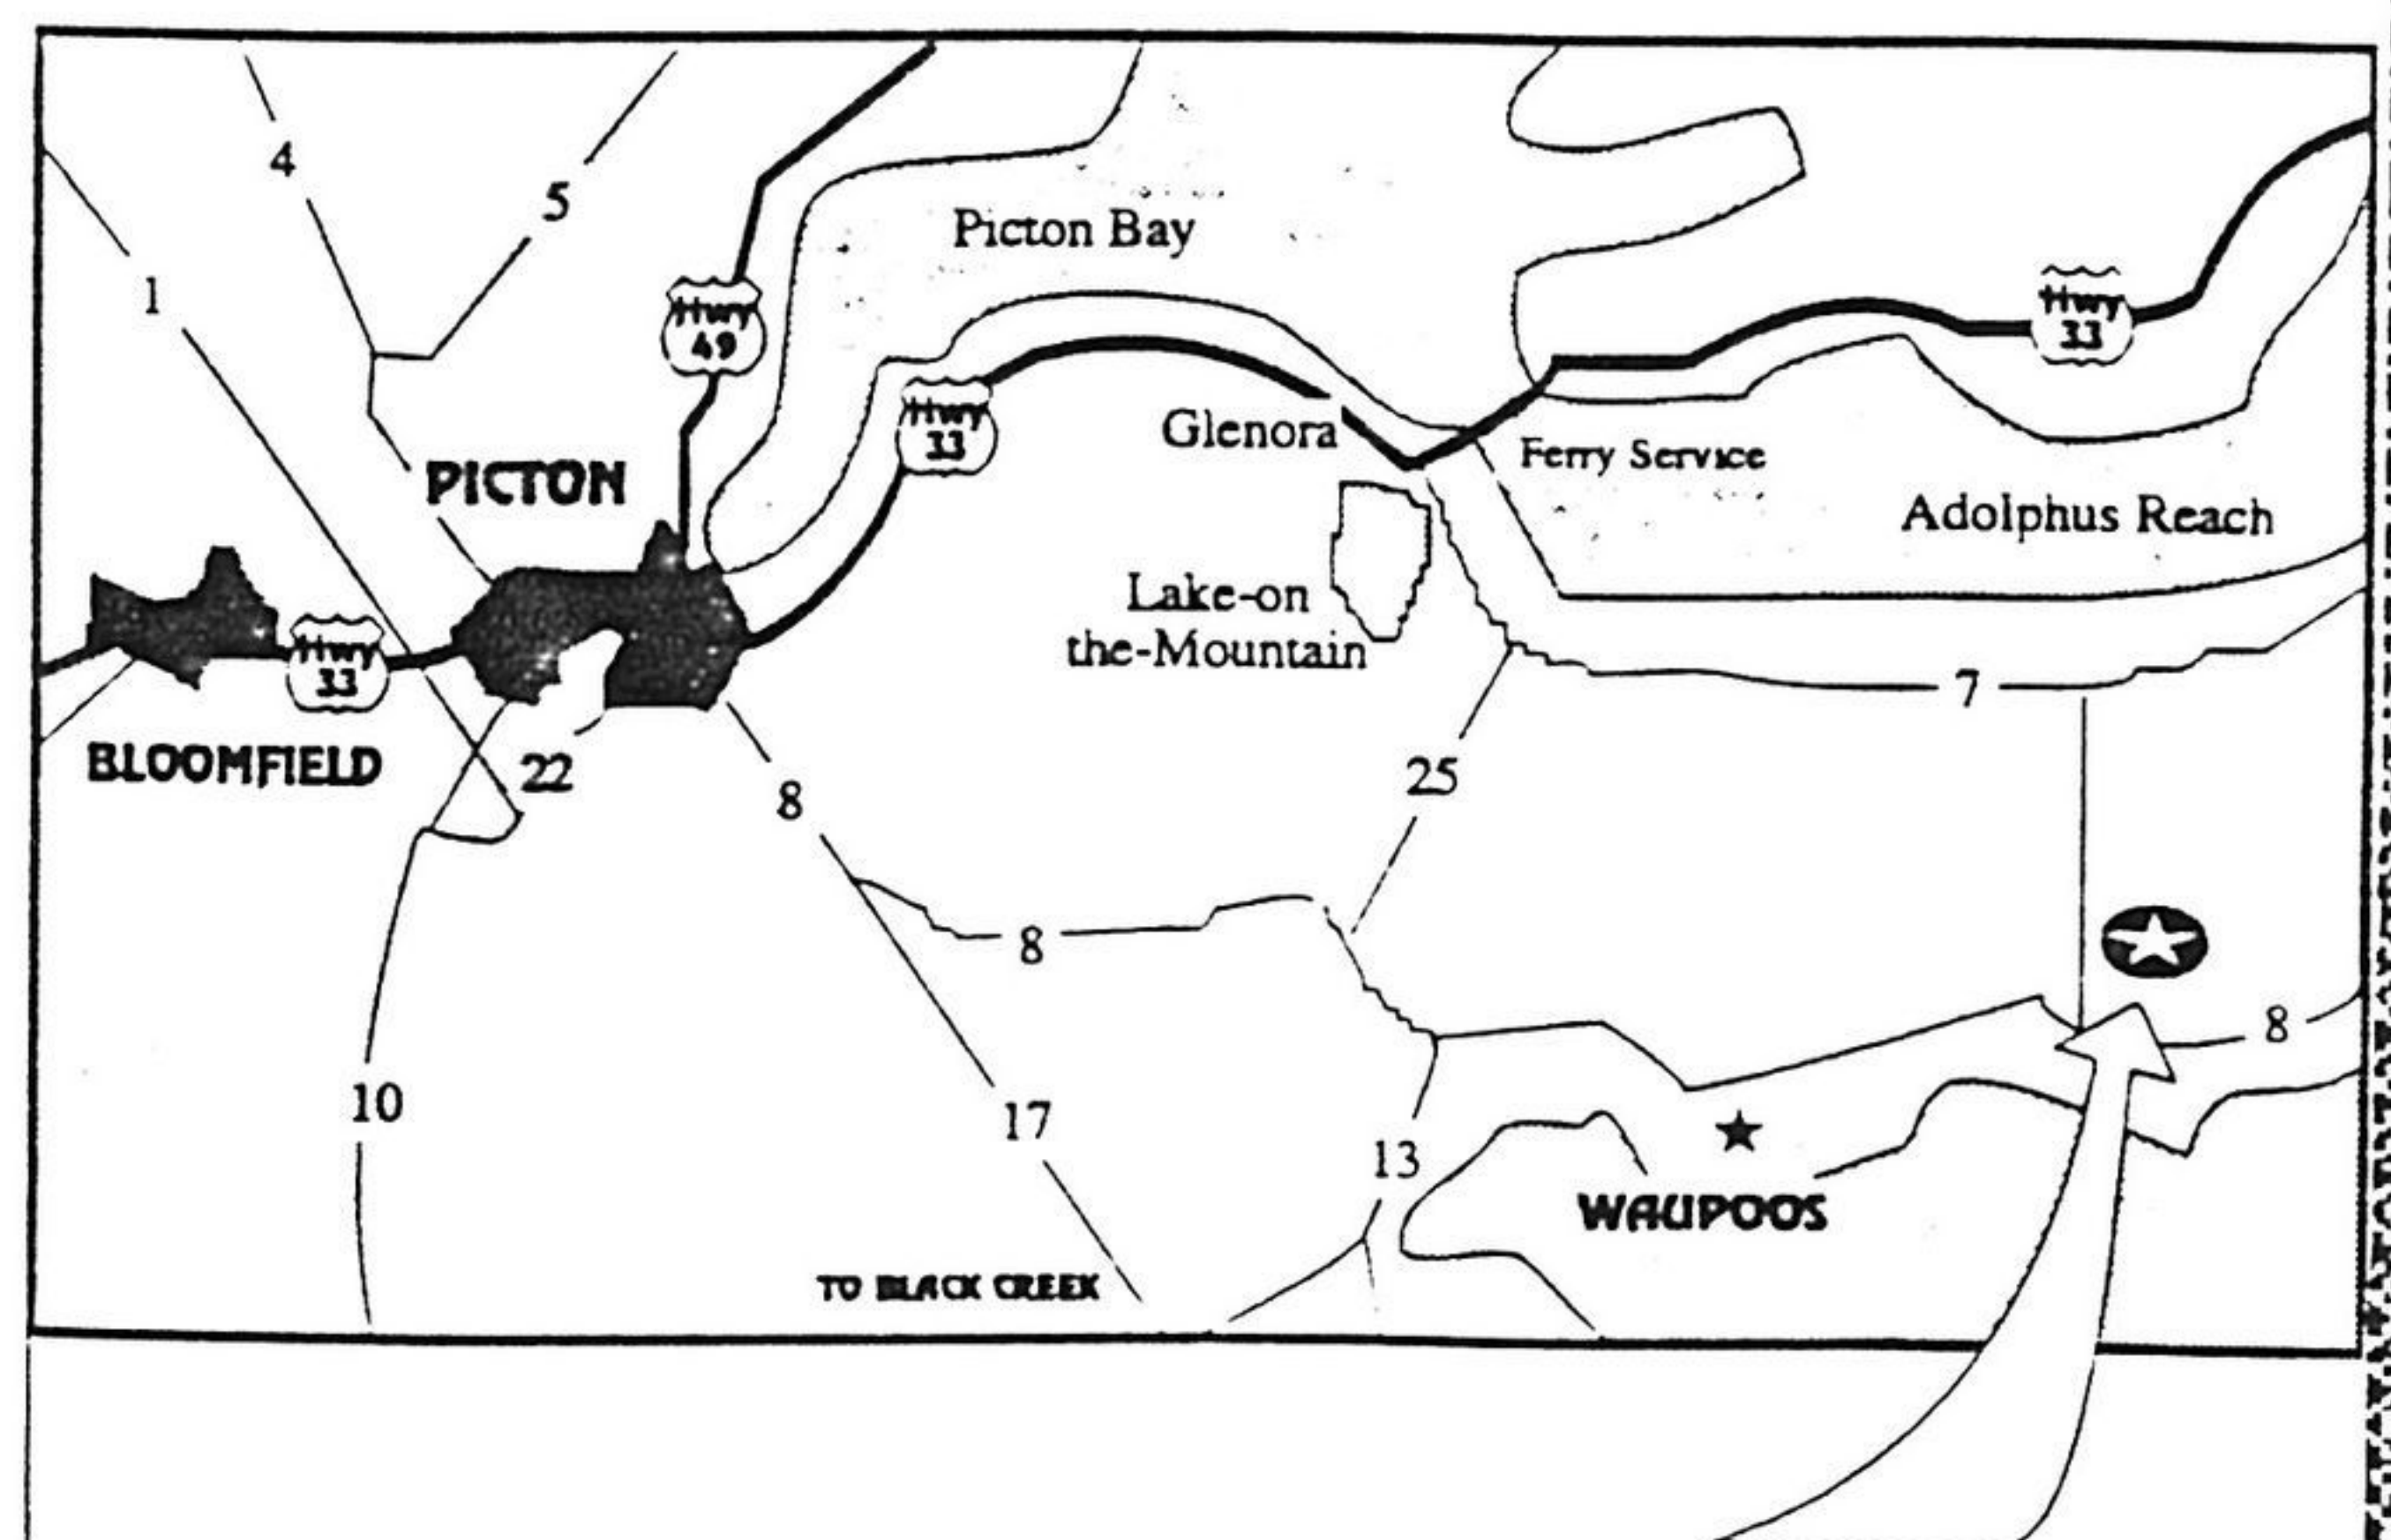 4
5
1
Picton Bay
Hwy
49
Hwy
33
Hwy
33
Glenora
Ferry Service
PICTON
Adolphus Reach
Lake-on
the-Mountain
Hwy
33
7
BLOOMFIELD
22
8
25
8
8
10
17
13
WAUPOOS
TO BLACK CREEK